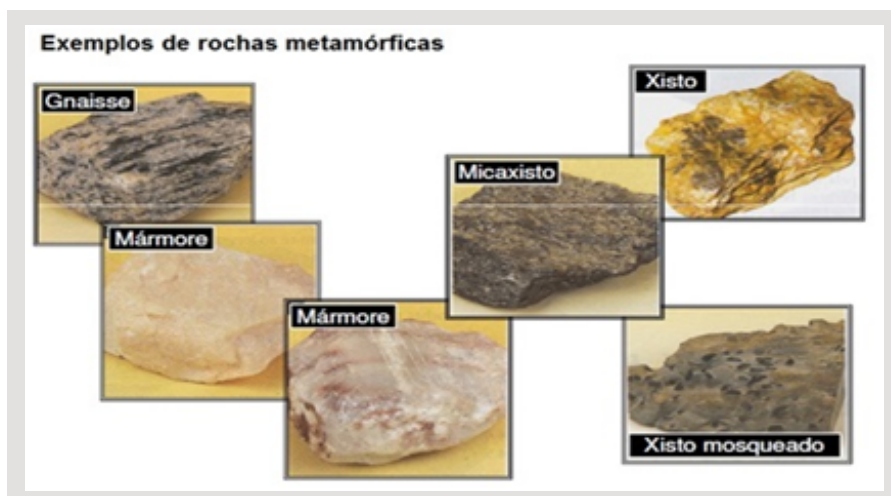 Exemplos de rochas metamórficas
Gnaisse
Xisto
Micaxisto
Mármore
Mármore
Xisto mosqueado